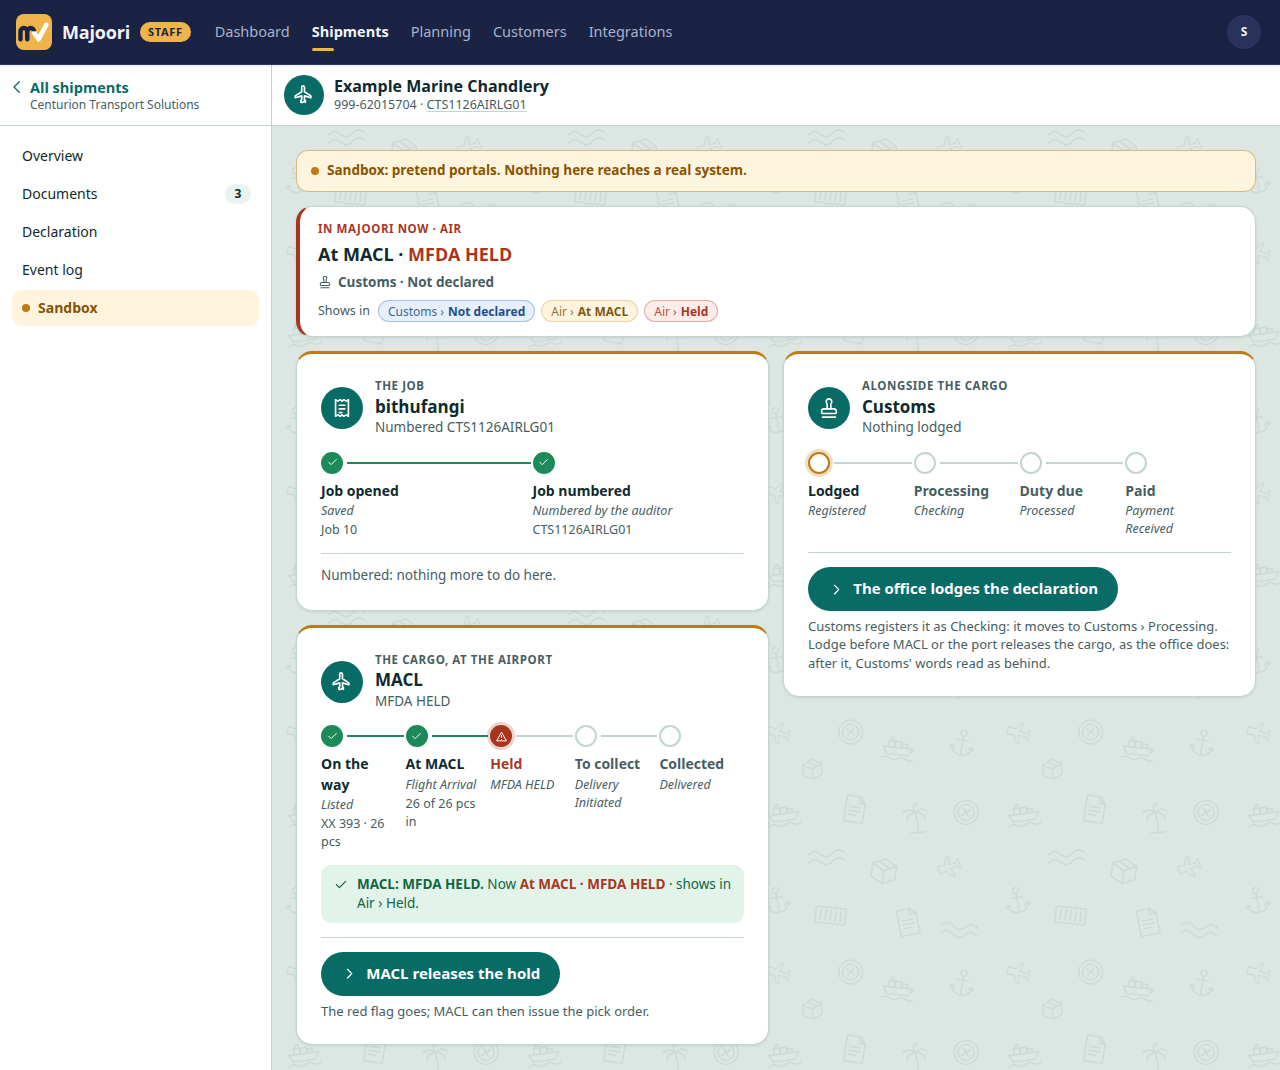 Majoori STAFF Dashboard Shipments Planning Customers Integrations S
All shipments
Centurion Transport Solutions
Example Marine Chandlery
999-62015704 · CTS1126AIRLG01
Overview
Documents 3
Declaration
Event log
Sandbox
Sandbox: pretend portals. Nothing here reaches a real system.
IN MAJOORI NOW · AIR
At MACL · MFDA HELD
Customs · Not declared
Shows in Customs › Not declared Air › At MACL Air › Held
THE JOB
bithufangi
Numbered CTS1126AIRLG01
Job opened
Saved
Job 10
Job numbered
Numbered by the auditor
CTS1126AIRLG01
Numbered: nothing more to do here.
ALONGSIDE THE CARGO
Customs
Nothing lodged
Lodged
Registered
Processing
Checking
Duty due
Processed
Paid
Payment
Received
The office lodges the declaration
Customs registers it as Checking: it moves to Customs › Processing.
Lodge before MACL or the port releases the cargo, as the office does:
after it, Customs' words read as behind.
THE CARGO, AT THE AIRPORT
MACL
MFDA HELD
On the
way
Listed
XX 393 · 26
pcs
At MACL
Flight Arrival
26 of 26 pcs
in
Held
MFDA HELD
To collect
Delivery
Initiated
Collected
Delivered
MACL: MFDA HELD. Now At MACL · MFDA HELD · shows in
Air › Held.
MACL releases the hold
The red flag goes; MACL can then issue the pick order.